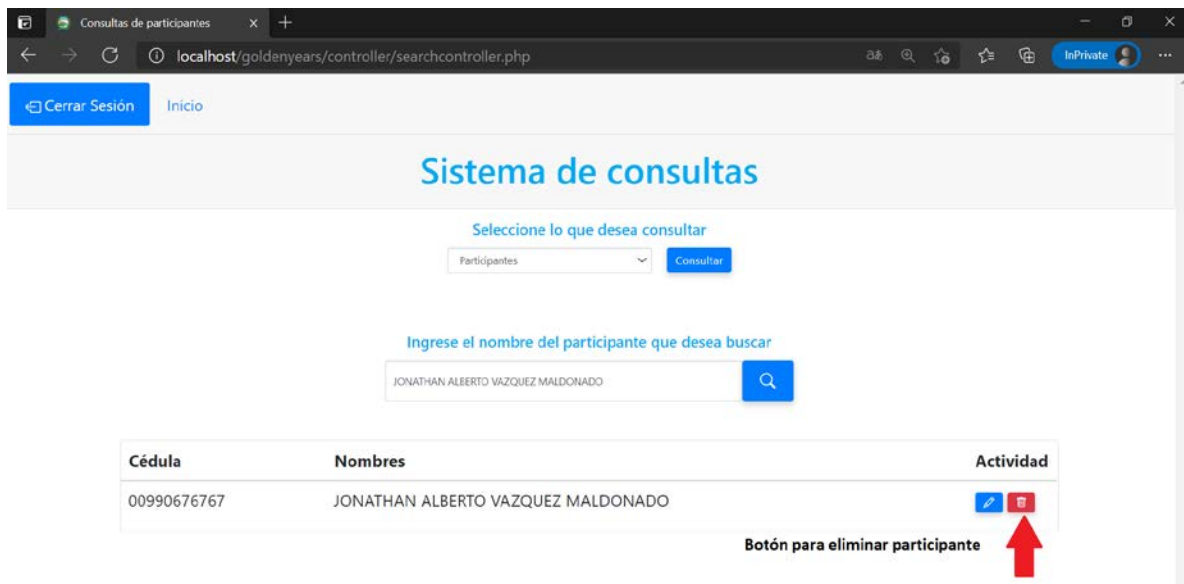 Consultas de participantes
localhost/goldenyears/controller/searchcontroller.php
InPrivate
Cerrar Sesión Inicio
Sistema de consultas
Seleccione lo que desea consultar
Participantes Consultar
Ingrese el nombre del participante que desea buscar
JONATHAN ALBERTO VAZQUEZ MALDONADO
Cédula Nombres Actividad
00990676767 JONATHAN ALBERTO VAZQUEZ MALDONADO
Botón para eliminar participante